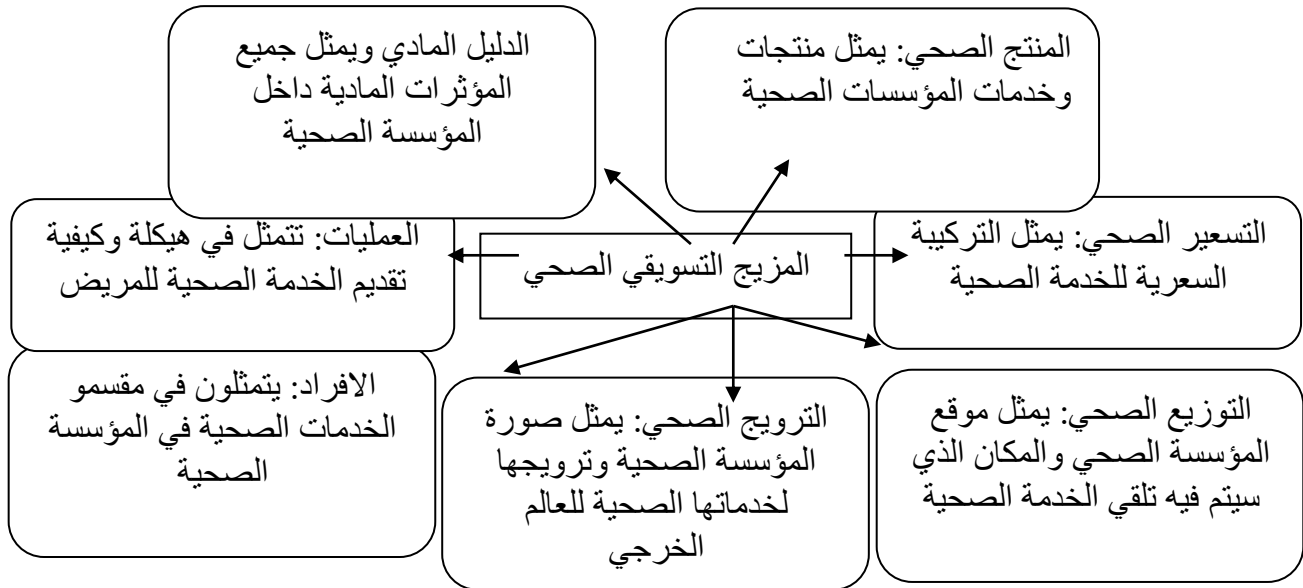 المنتج الصحي: يمثل منتجات
وخدمات المؤسسات الصحية
الدليل المادي ويمثل جميع
المؤثرات المادية داخل
المؤسسة الصحية
التسعير الصحي: يمثل التركيبة
السعرية للخدمة الصحية
المزيج التسويقي الصحي
العمليات: تتمثل في هيكلة وكيفية
تقديم الخدمة الصحية للمريض
التوزيع الصحي: يمثل موقع
المؤسسة الصحي والمكان الذي
سيتم فيه تلقي الخدمة الصحية
الترويج الصحي: يمثل صورة
المؤسسة الصحية وترويجها
لخدماتها الصحية للعالم
الخرجي
الافراد: يتمثلون في مقسمو
الخدمات الصحية في المؤسسة
الصحية